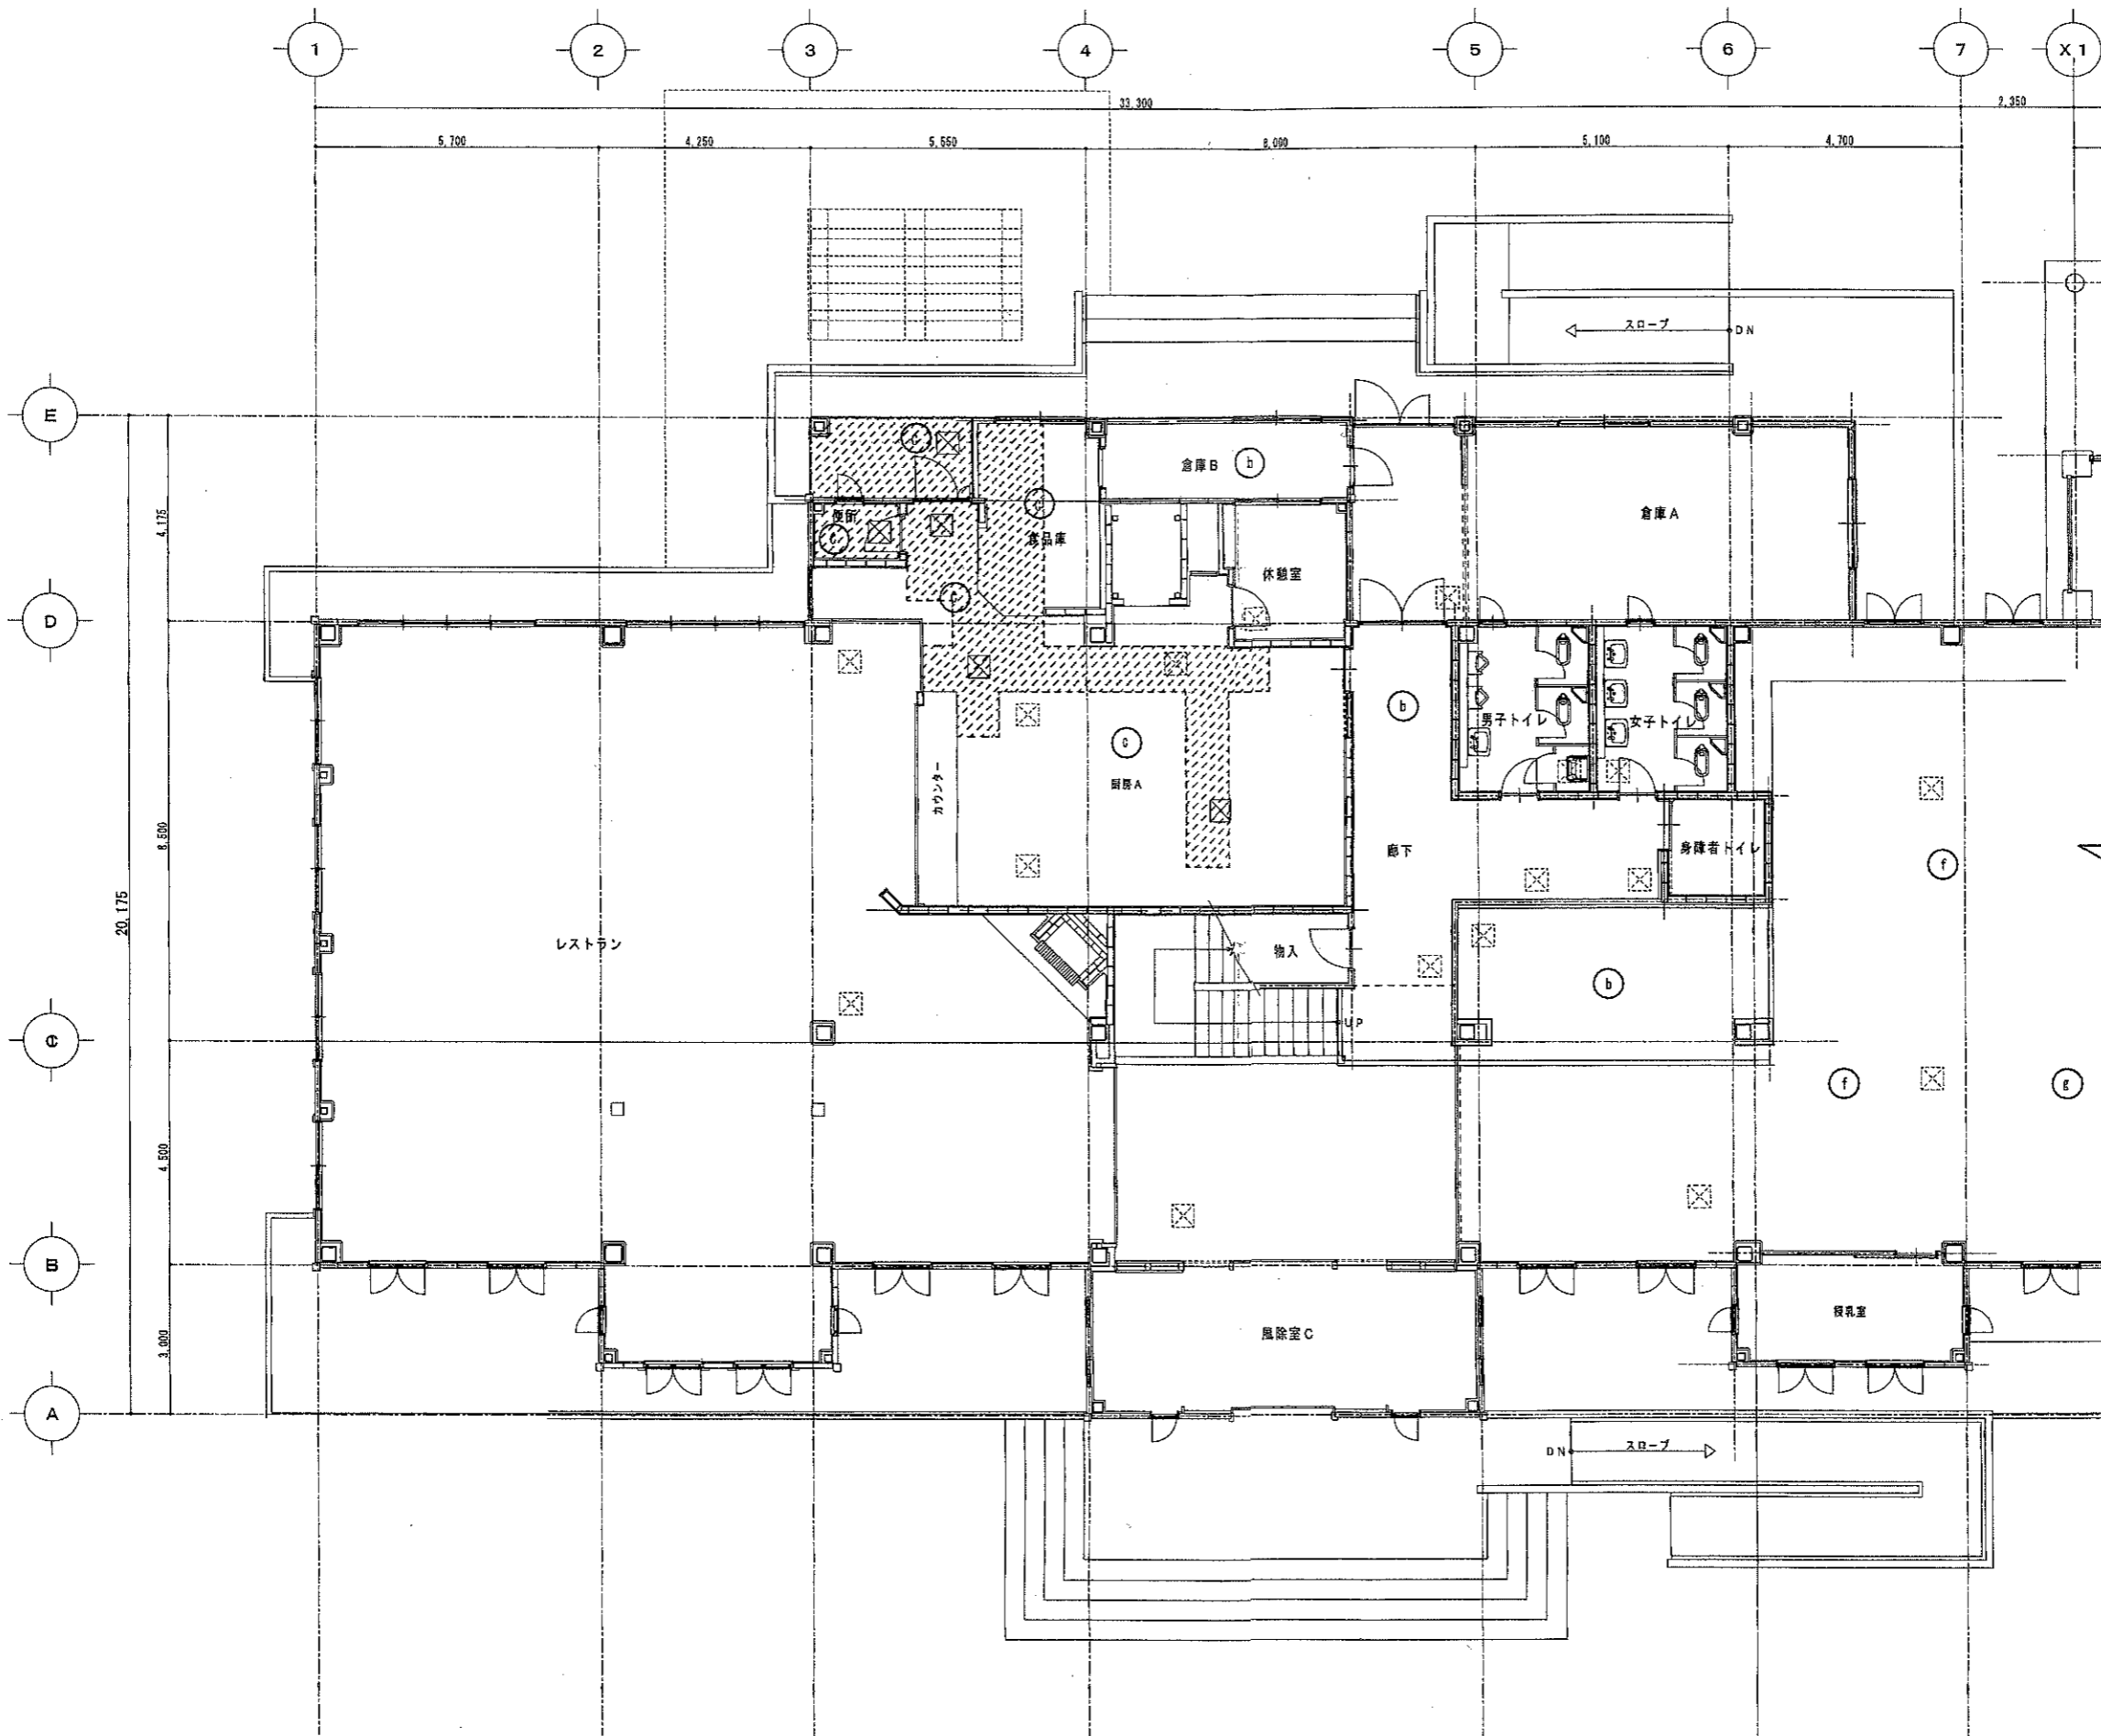 1 2 3 4 5 6 7 X1
33,300 2,350
5,700 4,250 5,550 8,000 5,100 4,700
スロープ DN
E
倉庫B b
倉庫A
便所
食品庫
休憩室
4,175
D
b
男子トイレ 女子トイレ
c
厨房A
カウンター
廊下
身障者トイレ
f
8,500
20,175
レストラン
物入
b
UP
C
f g
4,500
B
風除室C
授乳室
3,000
A
DN スロープ